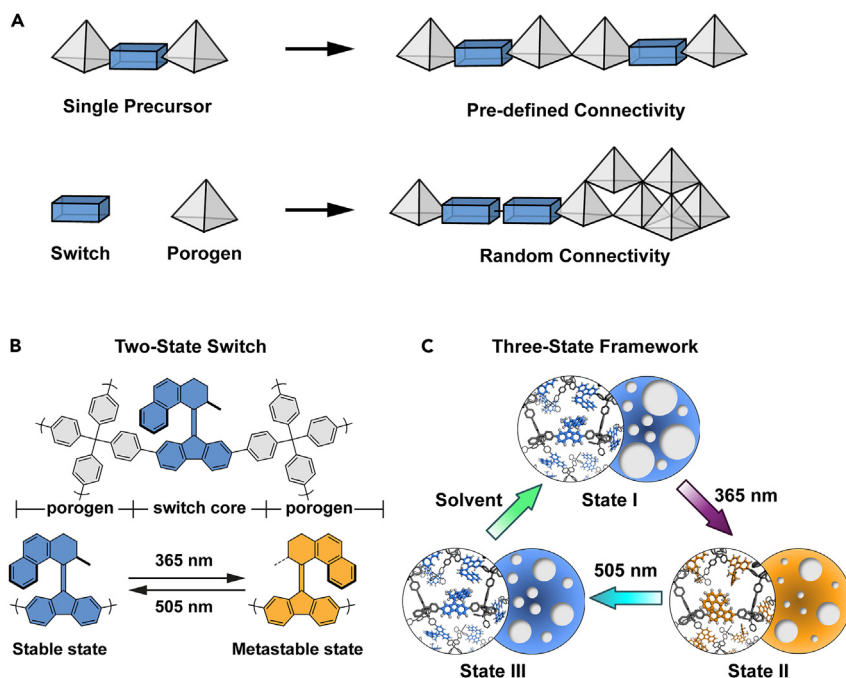 A
Single Precursor
Pre-defined Connectivity
Switch
Porogen
Random Connectivity
B
Two-State Switch
porogen
switch core
porogen
365 nm
505 nm
Stable state
Metastable state
C
Three-State Framework
State I
Solvent
365 nm
505 nm
State III
State II